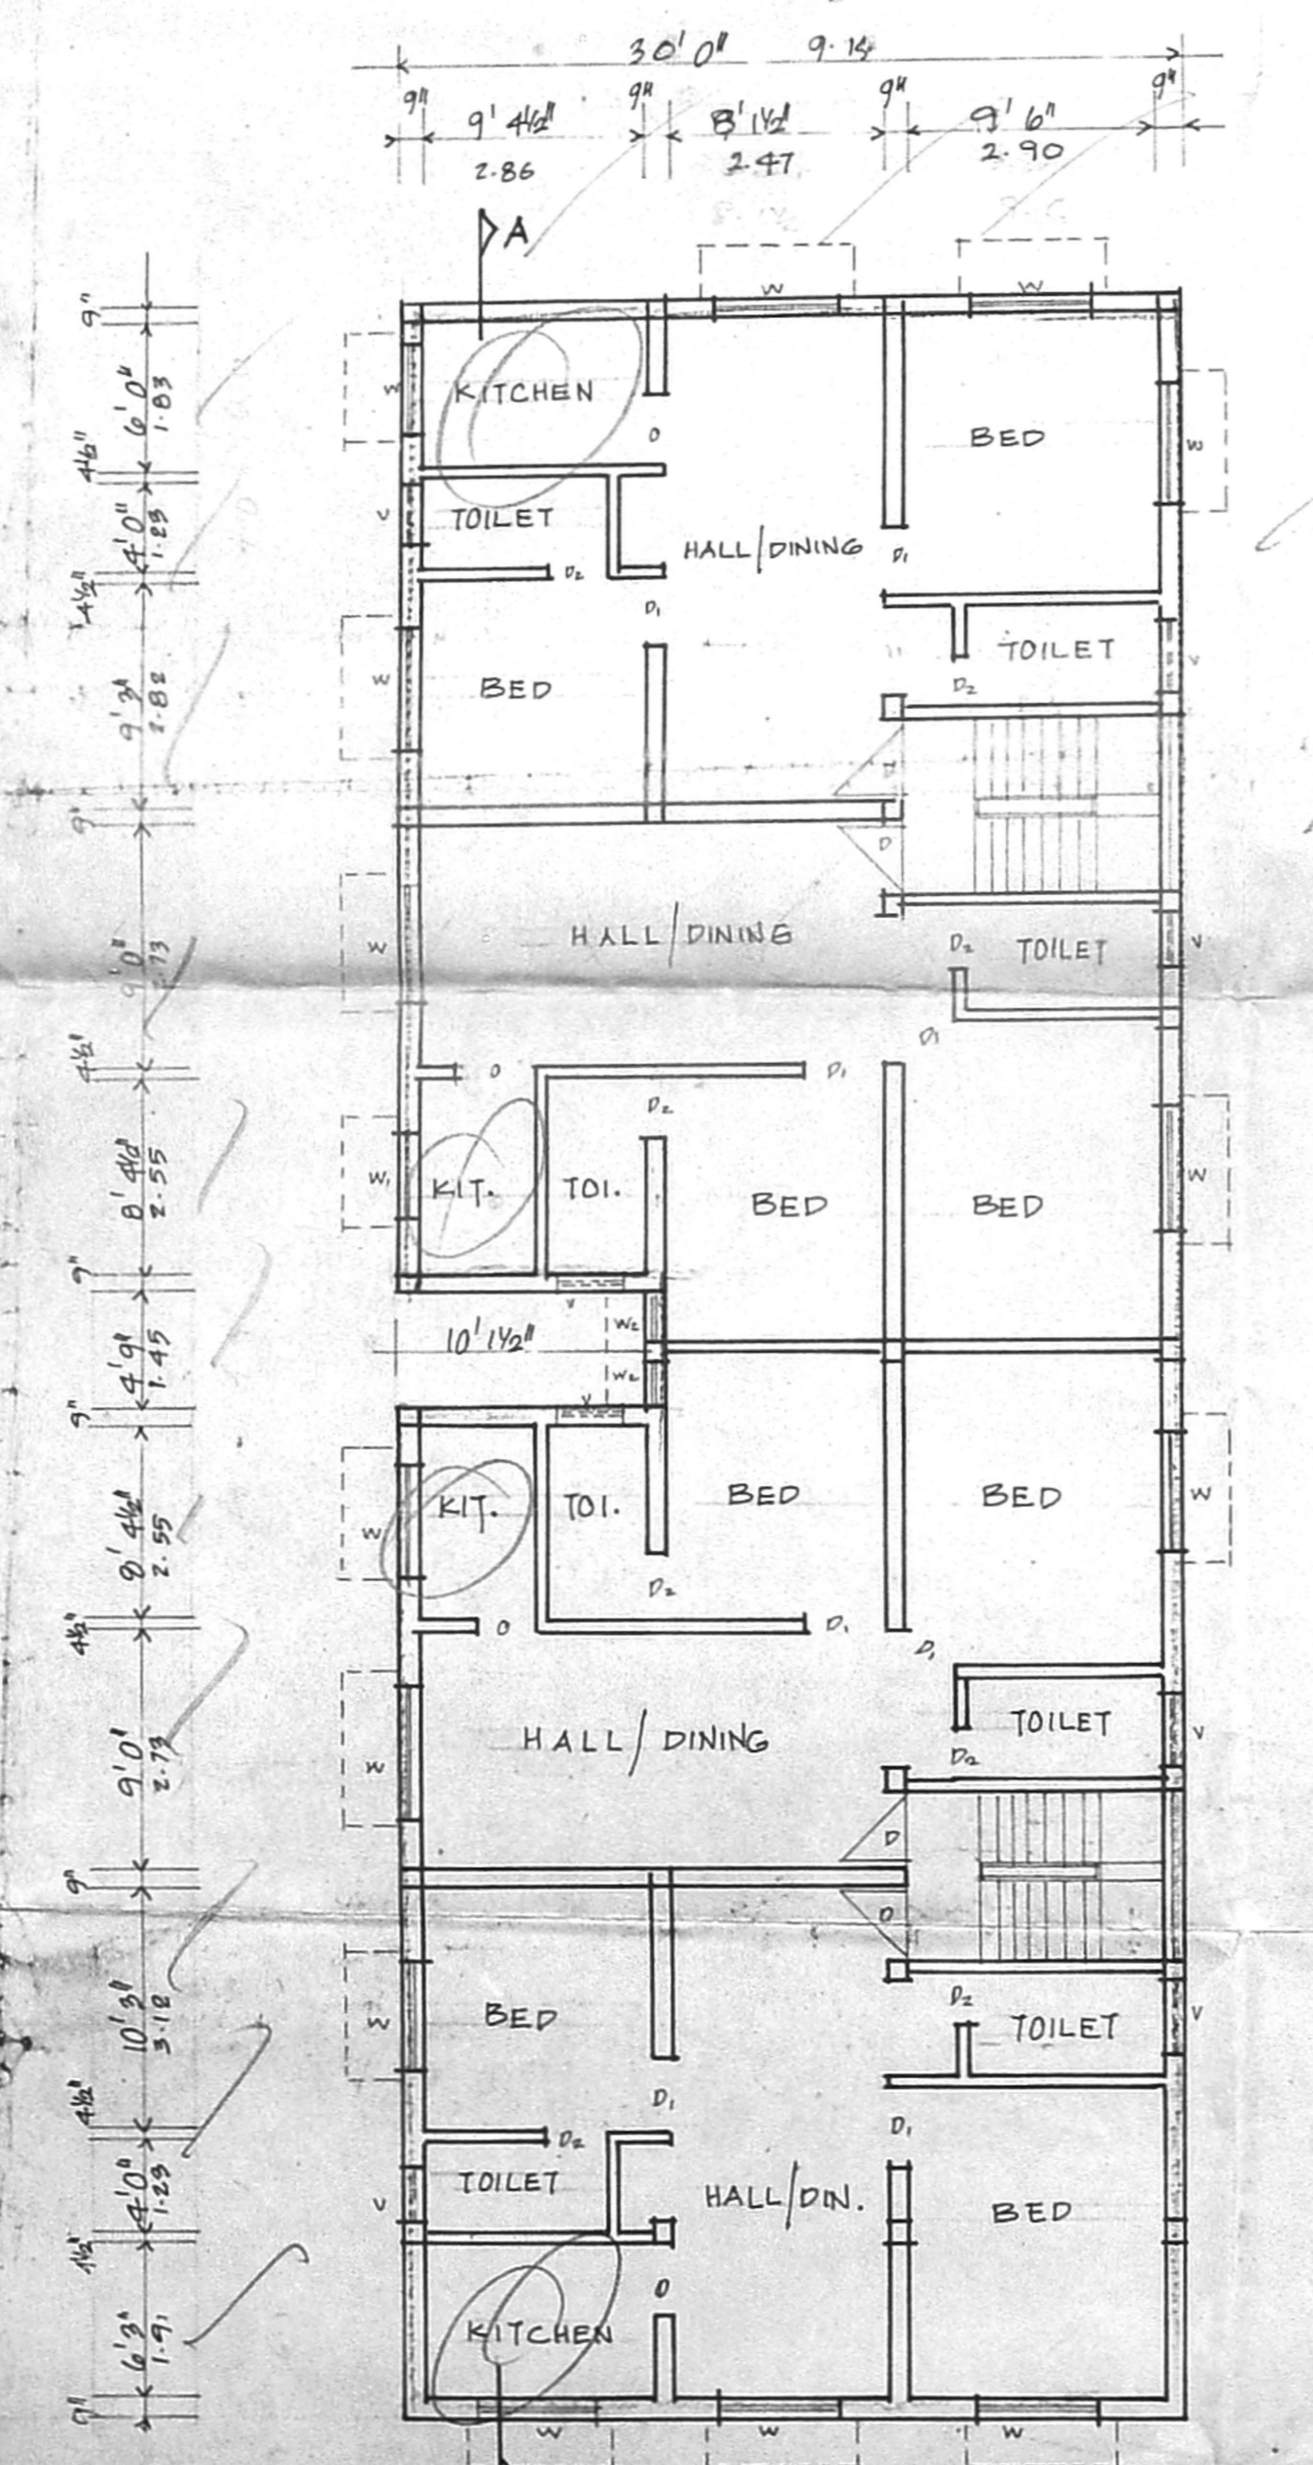 30'0" 9.14
9" 9" 9" 9"
9' 4½" 8' 1½" 9' 6"
2.86 2.47 2.90
A
W W
9"
6'0"
1.83
W KITCHEN BED W
O
4½"
4'0"
1.23
V TOILET HALL/DINING D1
D2
4½"
D1 TOILET V
D2
9'3"
2.82
W BED
D
9"
D
HALL/DINING
W D2 TOILET V
9'0"
2.73
D1
4½"
O D1
D2
8' 4½"
2.55
W1 KIT. TOI. BED BED W
9"
V
W2
4'9"
1.45
10' 1½"
W2
V
9"
8' 4½"
2.55
W KIT. TOI. BED BED W
D2
4½"
O D1 D1
9'0"
2.73
W HALL/DINING TOILET V
D2
D
9"
D
10'3"
3.12
W BED D2 TOILET V
D1 D1
4½"
D2
4'0"
1.23
V TOILET HALL/DIN. BED
4½"
O
6'3"
1.91
KITCHEN
9"
W W W